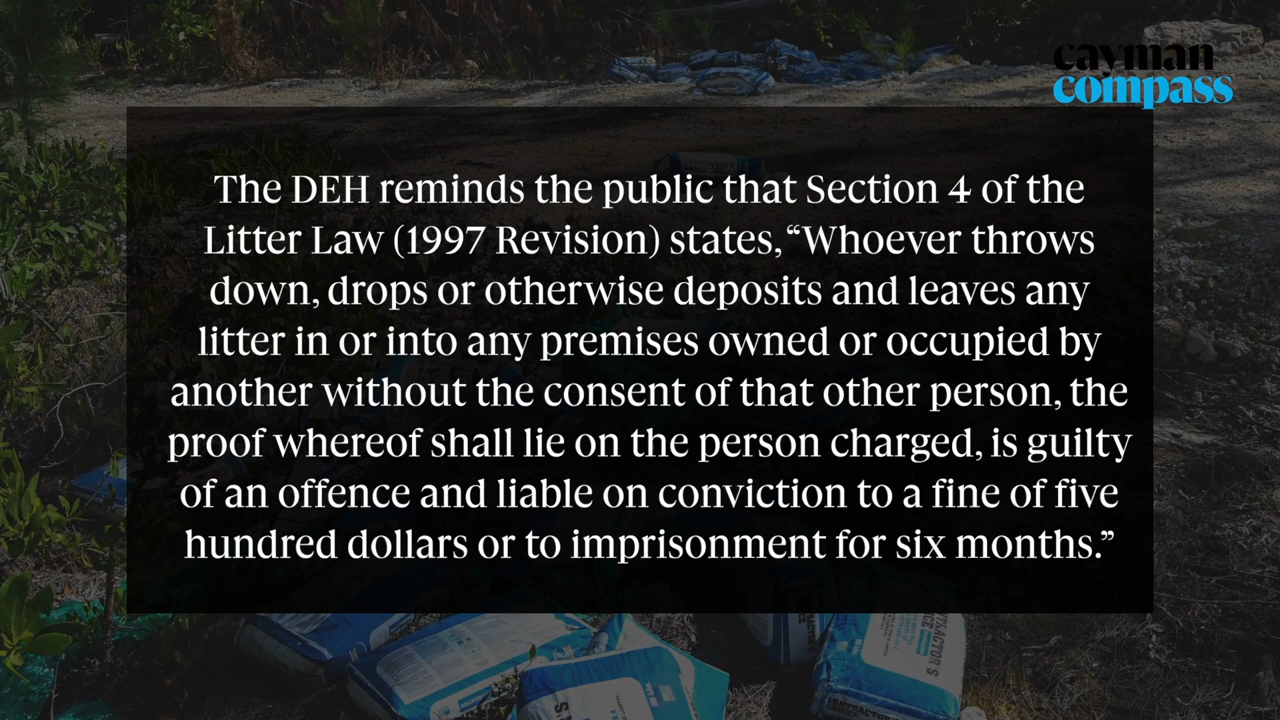 cayman
compass
The DEH reminds the public that Section 4 of the
Litter Law (1997 Revision) states, “Whoever throws
down, drops or otherwise deposits and leaves any
litter in or into any premises owned or occupied by
another without the consent of that other person, the
proof whereof shall lie on the person charged, is guilty
of an offence and liable on conviction to a fine of five
hundred dollars or to imprisonment for six months.”